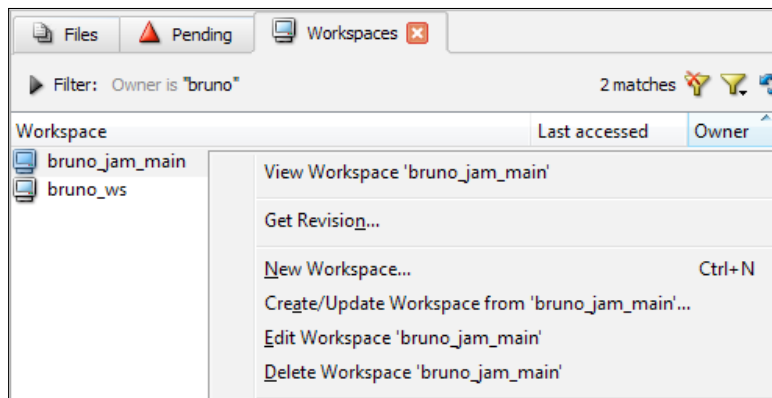 Files Pending Workspaces
Filter: Owner is "bruno" 2 matches
Workspace Last accessed Owner
bruno_jam_main
bruno_ws
View Workspace 'bruno_jam_main'
Get Revision...
New Workspace... Ctrl+N
Create/Update Workspace from 'bruno_jam_main'...
Edit Workspace 'bruno_jam_main'
Delete Workspace 'bruno_jam_main'